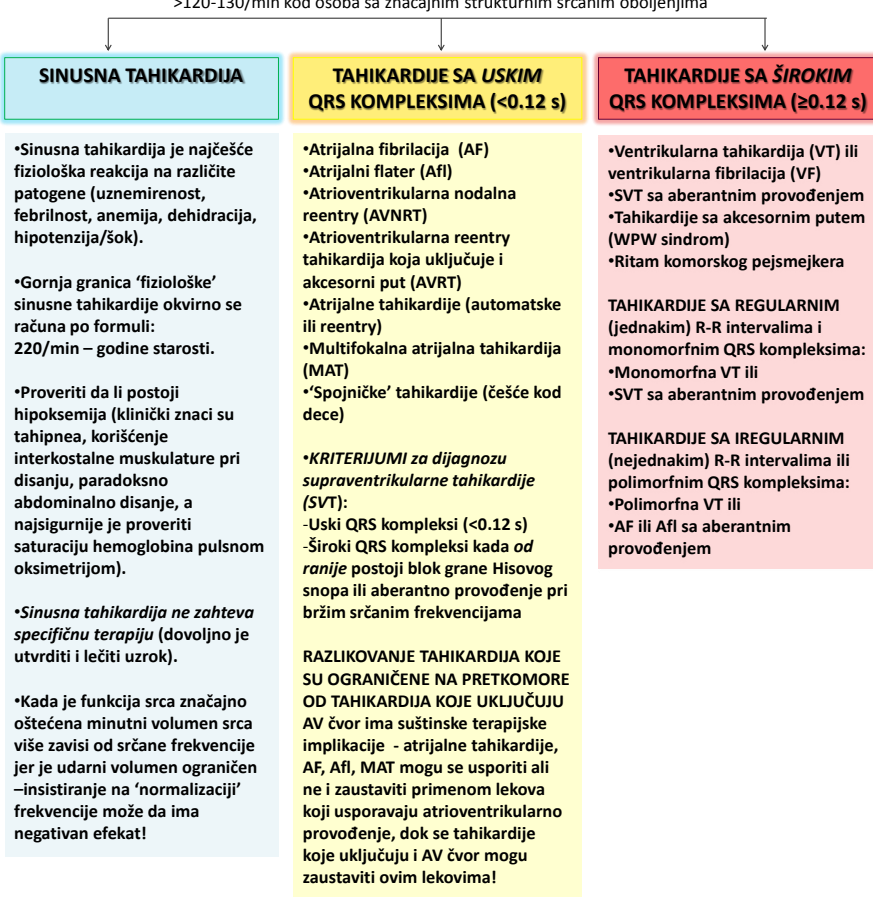 >120-130/min kod osoba sa značajnim strukturnim srčanim oboljenjima
SINUSNA TAHIKARDIJA
•Sinusna tahikardija je najčešće
fiziološka reakcija na različite
patogene (uznemirenost,
febrilnost, anemija, dehidracija,
hipotenzija/šok).
•Gornja granica ‘fiziološke’
sinusne tahikardije okvirno se
računa po formuli:
220/min – godine starosti.
•Proveriti da li postoji
hipoksemija (klinički znaci su
tahipnea, korišćenje
interkostalne muskulature pri
disanju, paradoksno
abdominalno disanje, a
najsigurnije je proveriti
saturaciju hemoglobina pulsnom
oksimetrijom).
•Sinusna tahikardija ne zahteva
specifičnu terapiju (dovoljno je
utvrditi i lečiti uzrok).
•Kada je funkcija srca značajno
oštećena minutni volumen srca
više zavisi od srčane frekvencije
jer je udarni volumen ograničen
–insistiranje na ‘normalizaciji’
frekvencije može da ima
negativan efekat!
TAHIKARDIJE SA USKIM
QRS KOMPLEKSIMA (<0.12 s)
•Atrijalna fibrilacija (AF)
•Atrijalni flater (Afl)
•Atrioventrikularna nodalna
reentry (AVNRT)
•Atrioventrikularna reentry
tahikardija koja uključuje i
akcesorni put (AVRT)
•Atrijalne tahikardije (automatske
ili reentry)
•Multifokalna atrijalna tahikardija
(MAT)
•‘Spojničke’ tahikardije (češće kod
dece)
•KRITERIJUMI za dijagnozu
supraventrikularne tahikardije
(SVT):
-Uski QRS kompleksi (<0.12 s)
-Široki QRS kompleksi kada od
ranije postoji blok grane Hisovog
snopa ili aberantno provođenje pri
bržim srčanim frekvencijama
RAZLIKOVANJE TAHIKARDIJA KOJE
SU OGRANIČENE NA PRETKOMORE
OD TAHIKARDIJA KOJE UKLJUČUJU
AV čvor ima suštinske terapijske
implikacije - atrijalne tahikardije,
AF, Afl, MAT mogu se usporiti ali
ne i zaustaviti primenom lekova
koji usporavaju atrioventrikularno
provođenje, dok se tahikardije
koje uključuju i AV čvor mogu
zaustaviti ovim lekovima!
TAHIKARDIJE SA ŠIROKIM
QRS KOMPLEKSIMA (≥0.12 s)
•Ventrikularna tahikardija (VT) ili
ventrikularna fibrilacija (VF)
•SVT sa aberantnim provođenjem
•Tahikardije sa akcesornim putem
(WPW sindrom)
•Ritam komorskog pejsmejkera
TAHIKARDIJE SA REGULARNIM
(jednakim) R-R intervalima i
monomorfnim QRS kompleksima:
•Monomorfna VT ili
•SVT sa aberantnim provođenjem
TAHIKARDIJE SA IREGULARNIM
(nejednakim) R-R intervalima ili
polimorfnim QRS kompleksima:
•Polimorfna VT ili
•AF ili Afl sa aberantnim
provođenjem